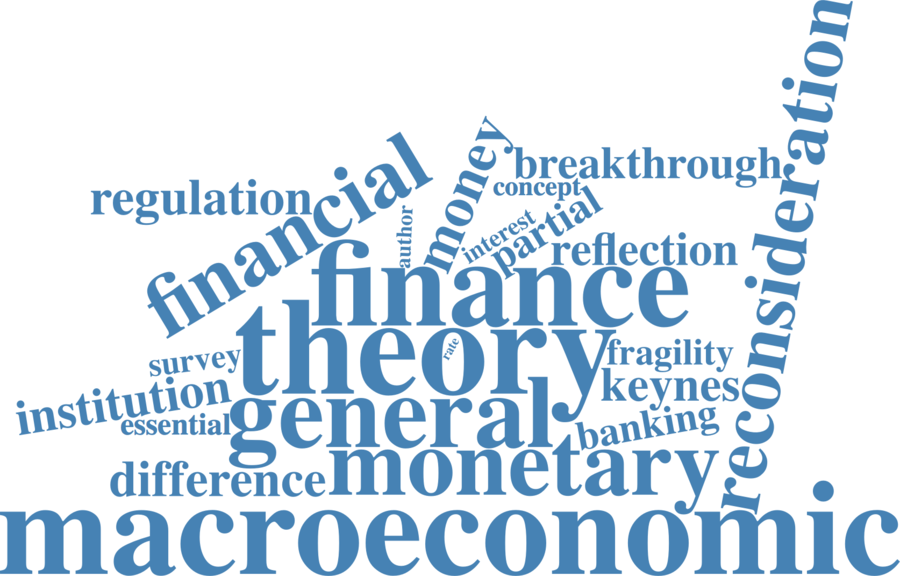 reconsideration
money
breakthrough
financial
concept
regulation
partial
author
interest
reflection
finance
theory
rate
fragility
survey
keynes
institution
general
essential
banking
monetary
difference
macroeconomic